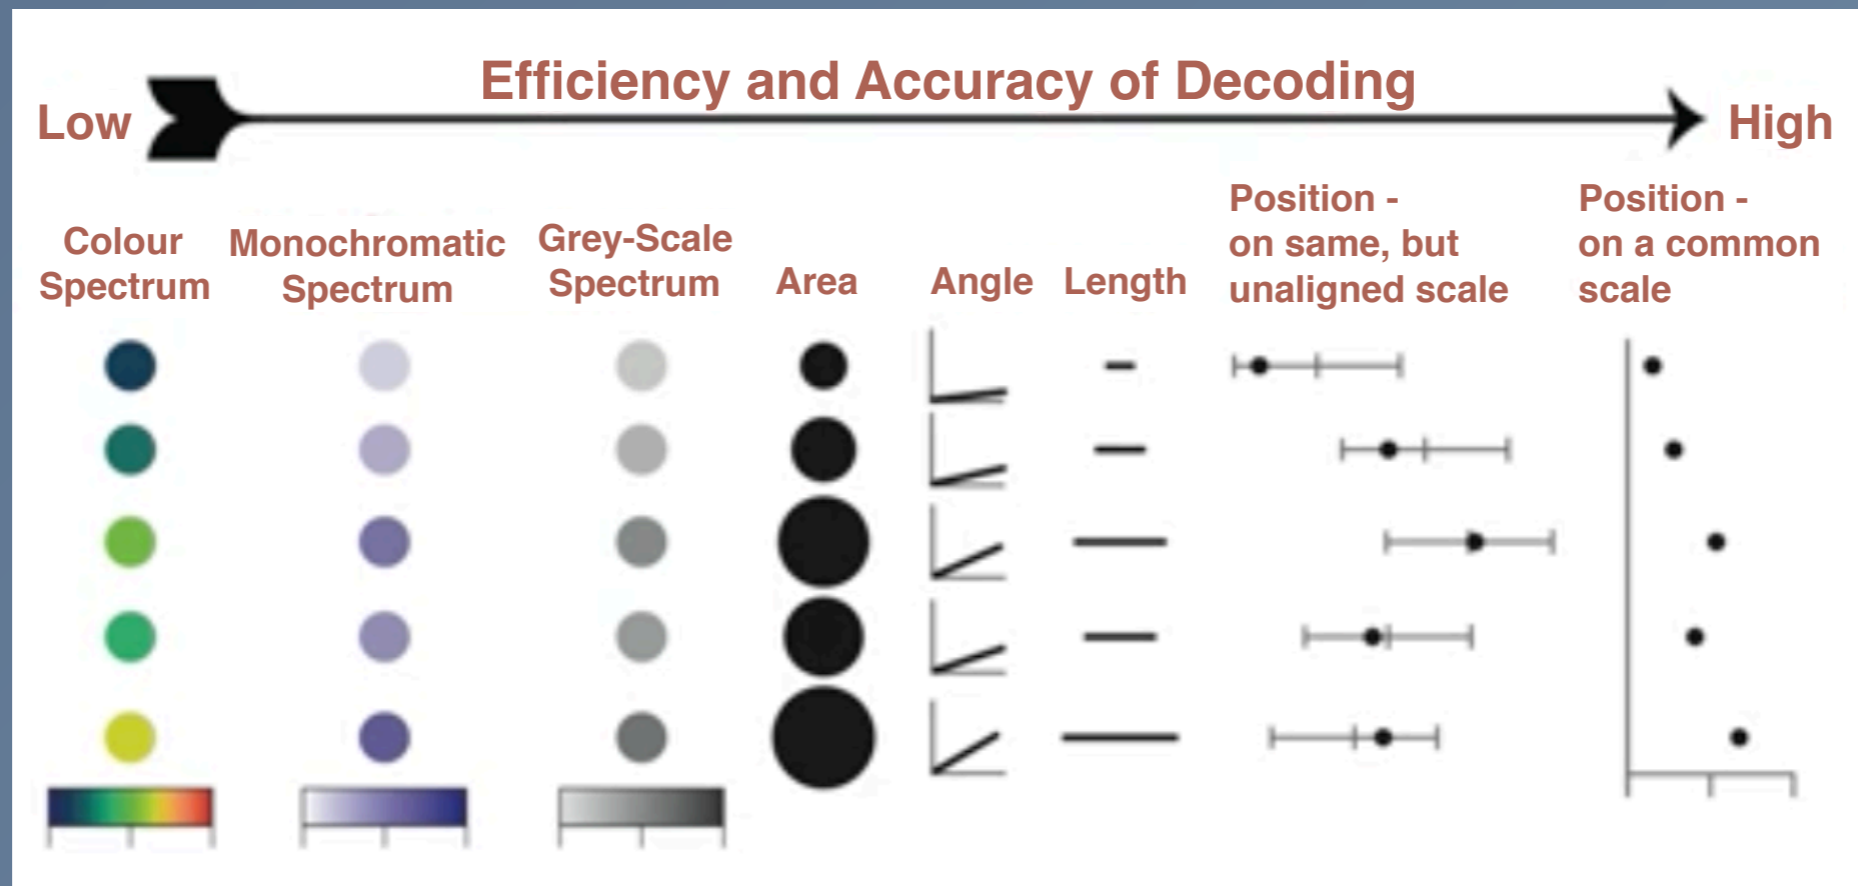 Efficiency and Accuracy of Decoding
Low
High
Colour
Spectrum
Monochromatic
Spectrum
Grey-Scale
Spectrum
Area
Angle
Length
Position -
on same, but
unaligned scale
Position -
on a common
scale